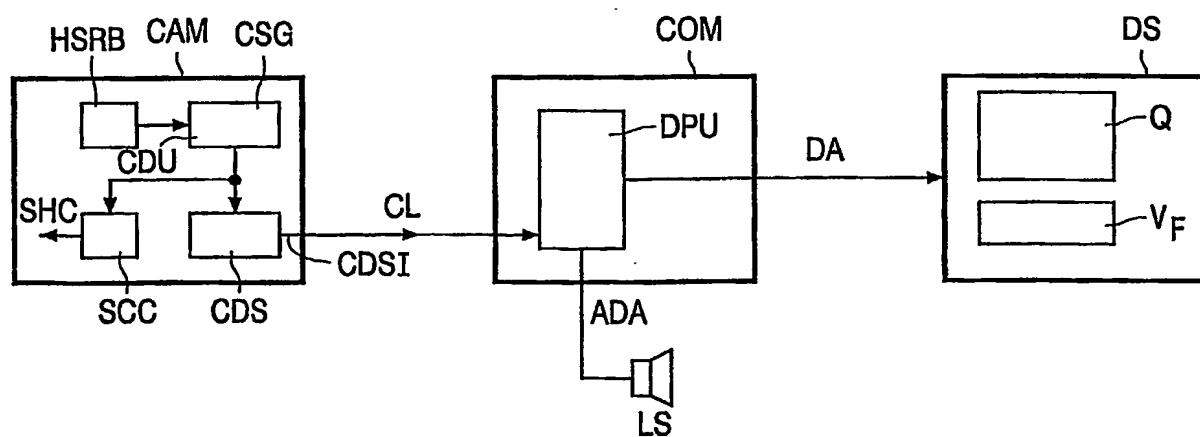 HSRB CAM CSG COM DS
DPU Q
CDU DA
SHC CL V_F
CDSI
SCC CDS ADA
LS